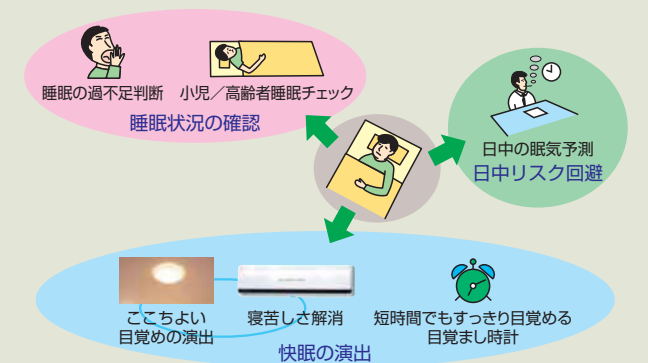 睡眠の過不足判断
小児／高齢者睡眠チェック
睡眠状況の確認
日中の眠気予測
日中リスク回避
ここちよい
目覚めの演出
寝苦しさ解消
短時間でもすっきり目覚める
目覚まし時計
快眠の演出